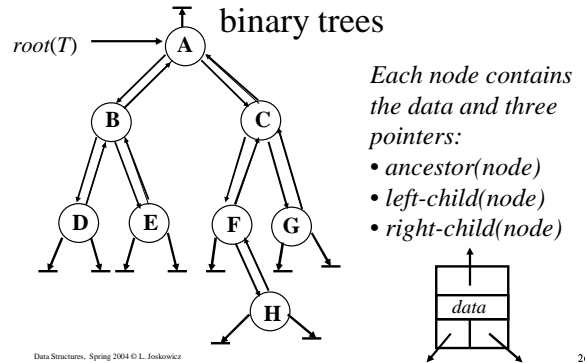 binary trees
root(T)
A
B
C
D
E
F
G
H
Each node contains
the data and three
pointers:
• ancestor(node)
• left-child(node)
• right-child(node)
data
Data Structures, Spring 2004 © L. Joskowicz